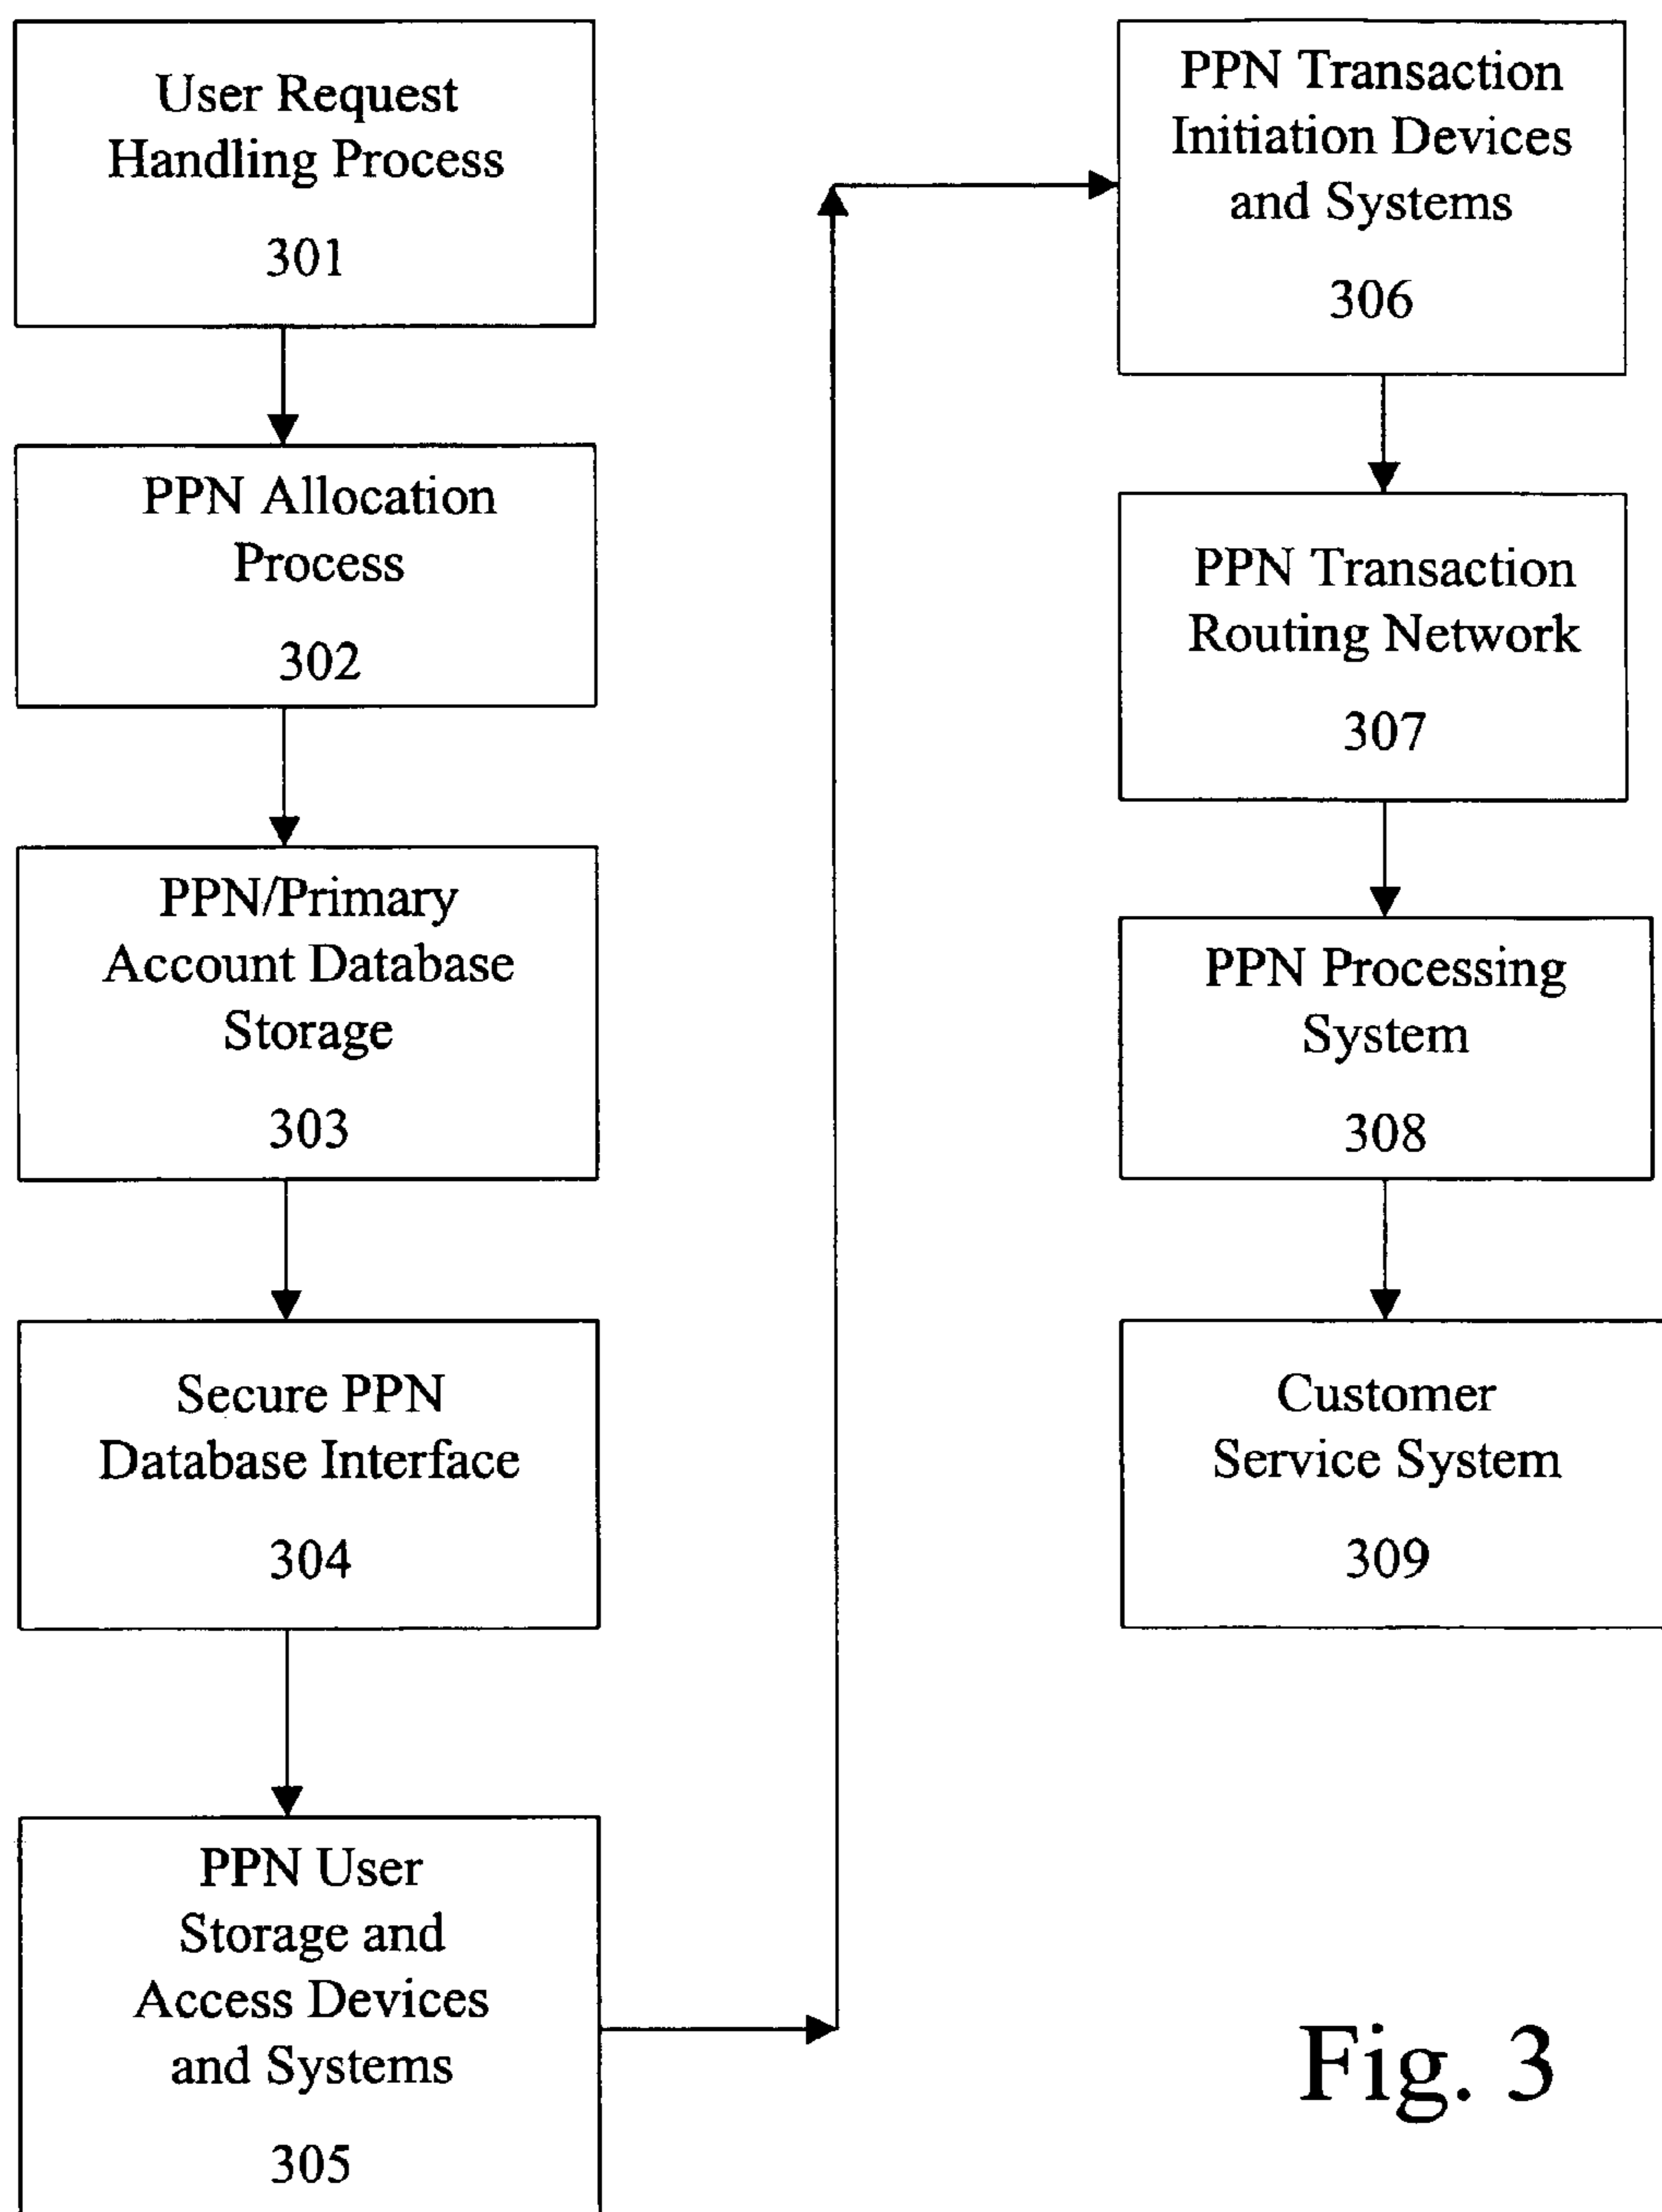 User Request
Handling Process
301
PPN Allocation
Process
302
PPN/Primary
Account Database
Storage
303
Secure PPN
Database Interface
304
PPN User
Storage and
Access Devices
and Systems
305
PPN Transaction
Initiation Devices
and Systems
306
PPN Transaction
Routing Network
307
PPN Processing
System
308
Customer
Service System
309
Fig. 3